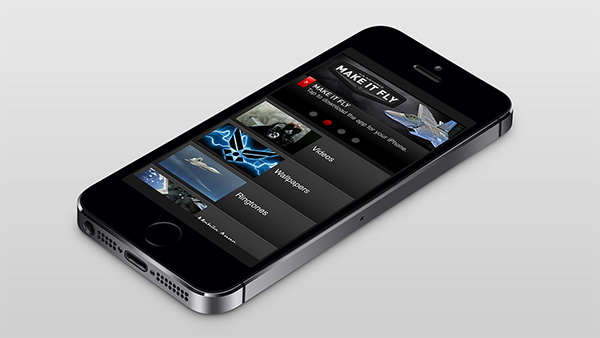 MAKE IT FLY
MAKE IT FLY
Tap to download the app for your iPhone.
Videos
Wallpapers
Ringtones
Mobile Apps